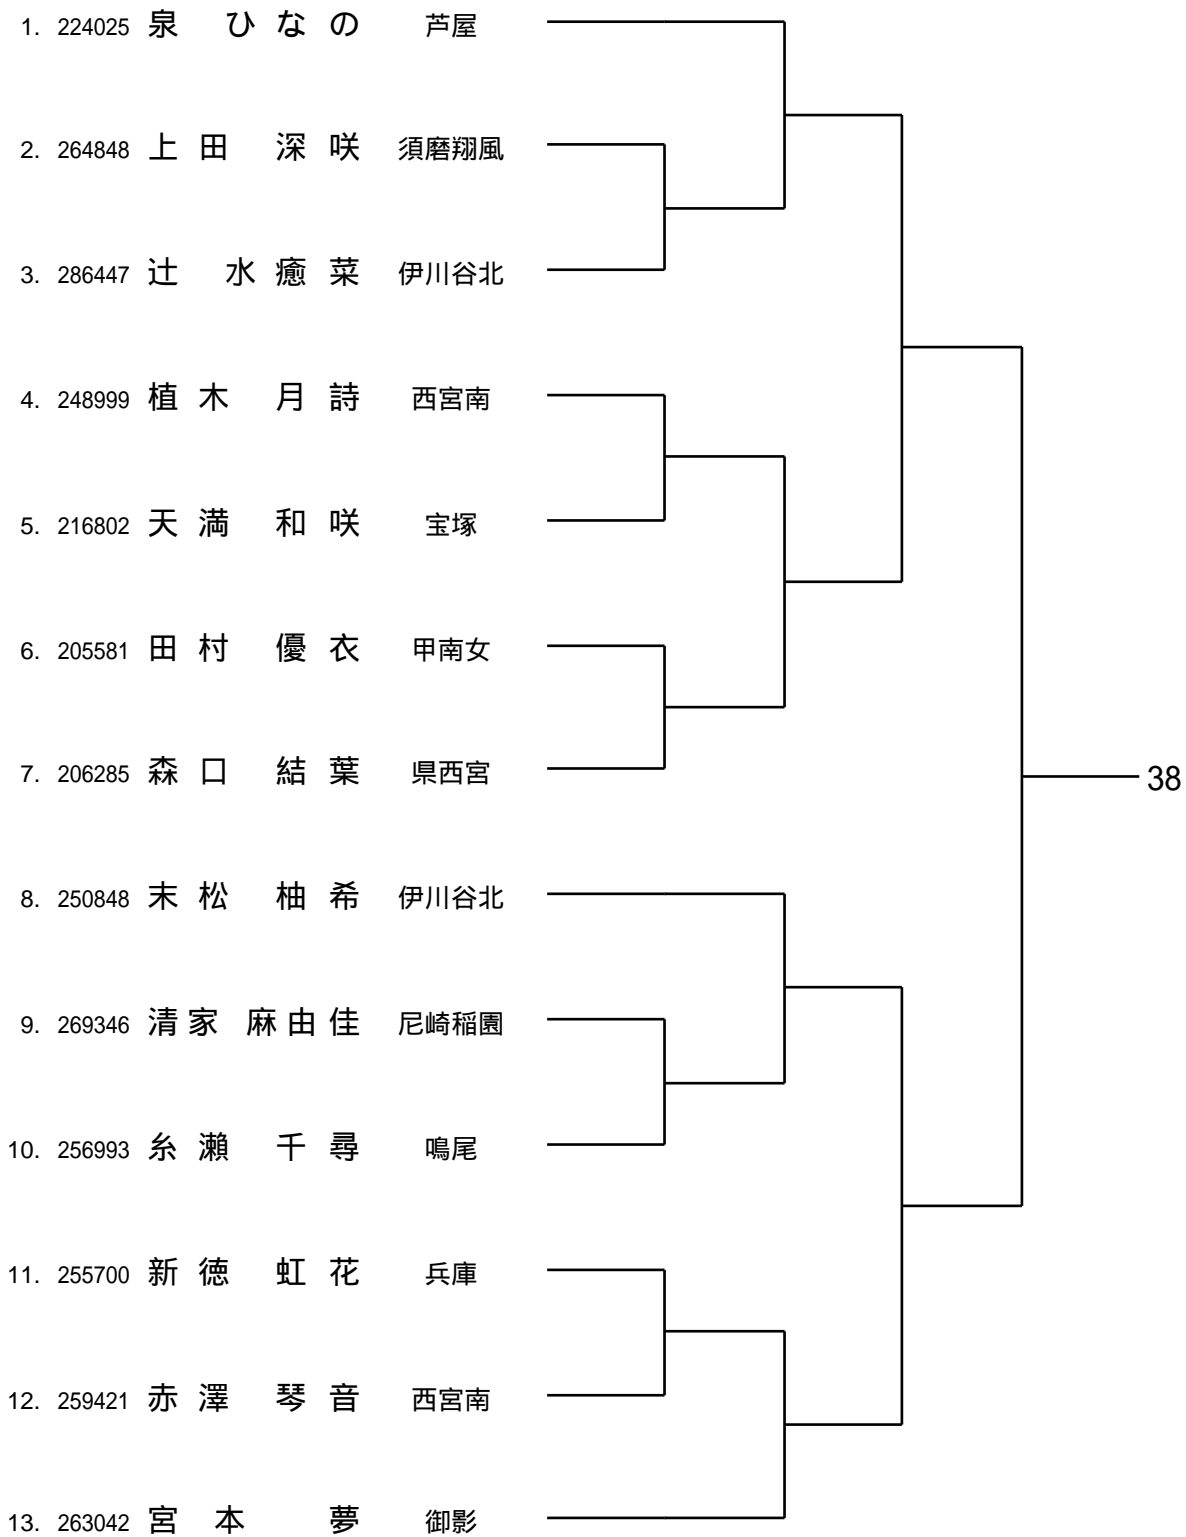 1. 224025 泉 ひなの 芦屋
2. 264848 上田 深咲 須磨翔風
3. 286447 辻 水癒菜 伊川谷北
4. 248999 植木 月詩 西宮南
5. 216802 天満 和咲 宝塚
6. 205581 田村 優衣 甲南女
7. 206285 森口 結葉 県西宮
38
8. 250848 末松 柚希 伊川谷北
9. 269346 清家 麻由佳 尼崎稲園
10. 256993 糸瀬 千尋 鳴尾
11. 255700 新徳 虹花 兵庫
12. 259421 赤澤 琴音 西宮南
13. 263042 宮本 夢 御影